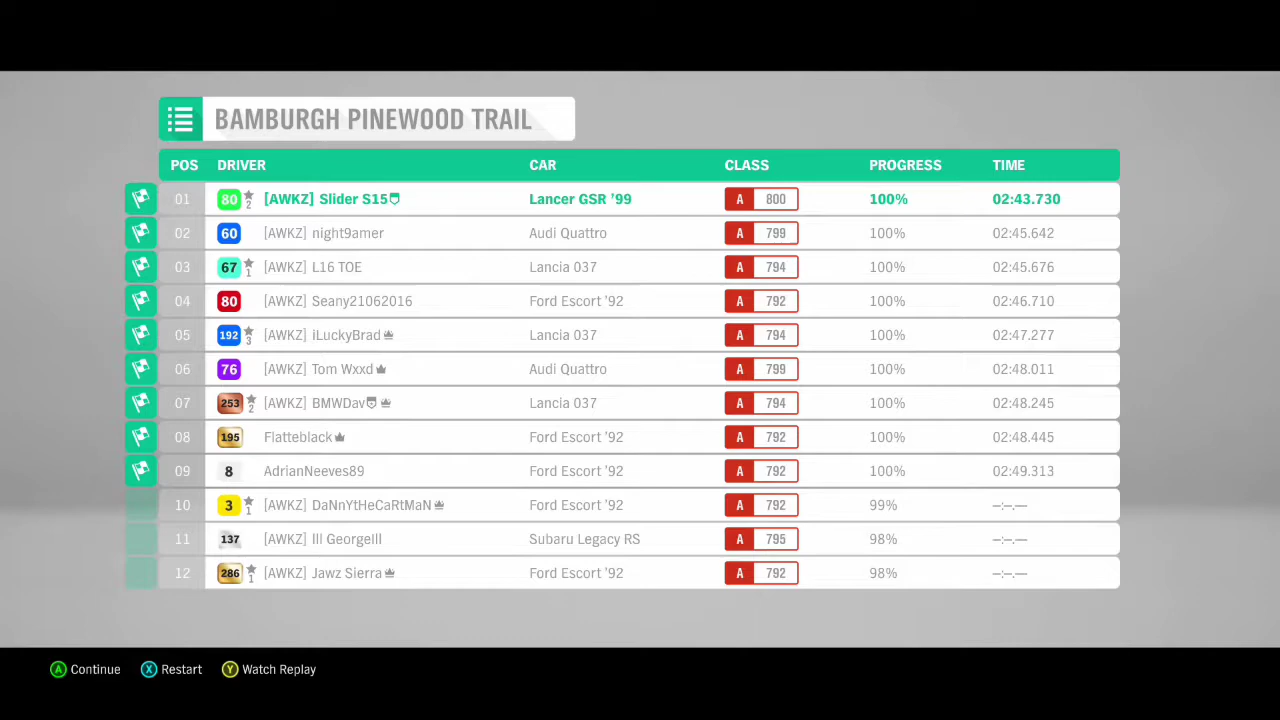 BAMBURGH PINEWOOD TRAIL
POS DRIVER CAR CLASS PROGRESS TIME
01 80 2 [AWKZ] Slider S15 Lancer GSR '99 A 800 100% 02:43.730
02 60 [AWKZ] night9amer Audi Quattro A 799 100% 02:45.642
03 67 1 [AWKZ] L16 TOE Lancia 037 A 794 100% 02:45.676
04 80 [AWKZ] Seany21062016 Ford Escort '92 A 792 100% 02:46.710
05 192 3 [AWKZ] iLuckyBrad Lancia 037 A 794 100% 02:47.277
06 76 [AWKZ] Tom Wxxd Audi Quattro A 799 100% 02:48.011
07 253 2 [AWKZ] BMWDav Lancia 037 A 794 100% 02:48.245
08 195 Flatteblack Ford Escort '92 A 792 100% 02:48.445
09 8 AdrianNeeves89 Ford Escort '92 A 792 100% 02:49.313
10 3 1 [AWKZ] DaNnYtHeCaRtMaN Ford Escort '92 A 792 99% –:–.—
11 137 [AWKZ] lll Georgelll Subaru Legacy RS A 795 98% –:–.—
12 286 1 [AWKZ] Jawz Sierra Ford Escort '92 A 792 98% –:–.—
A Continue X Restart Y Watch Replay